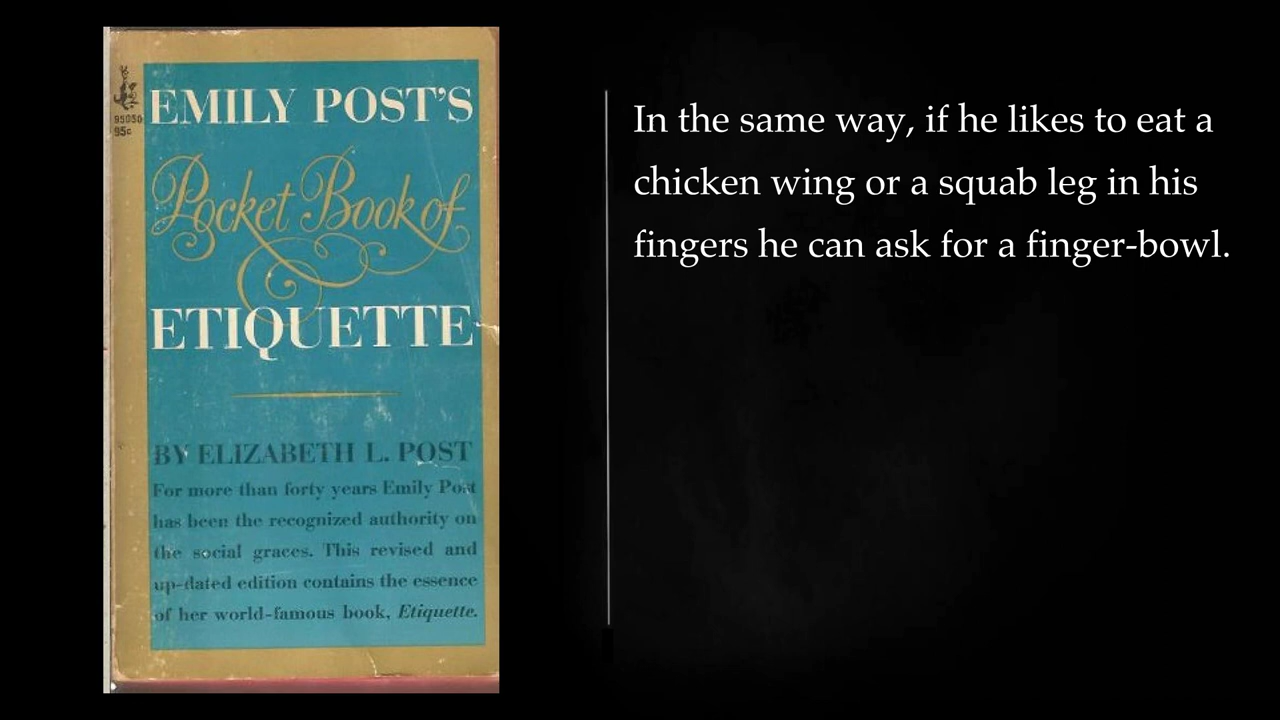 EMILY POST'S
95050
95c
Pocket Book of
ETIQUETTE
BY ELIZABETH L. POST
For more than forty years Emily Post
has been the recognized authority on
the social graces. This revised and
up-dated edition contains the essence
of her world-famous book, Etiquette.
In the same way, if he likes to eat a
chicken wing or a squab leg in his
fingers he can ask for a finger-bowl.